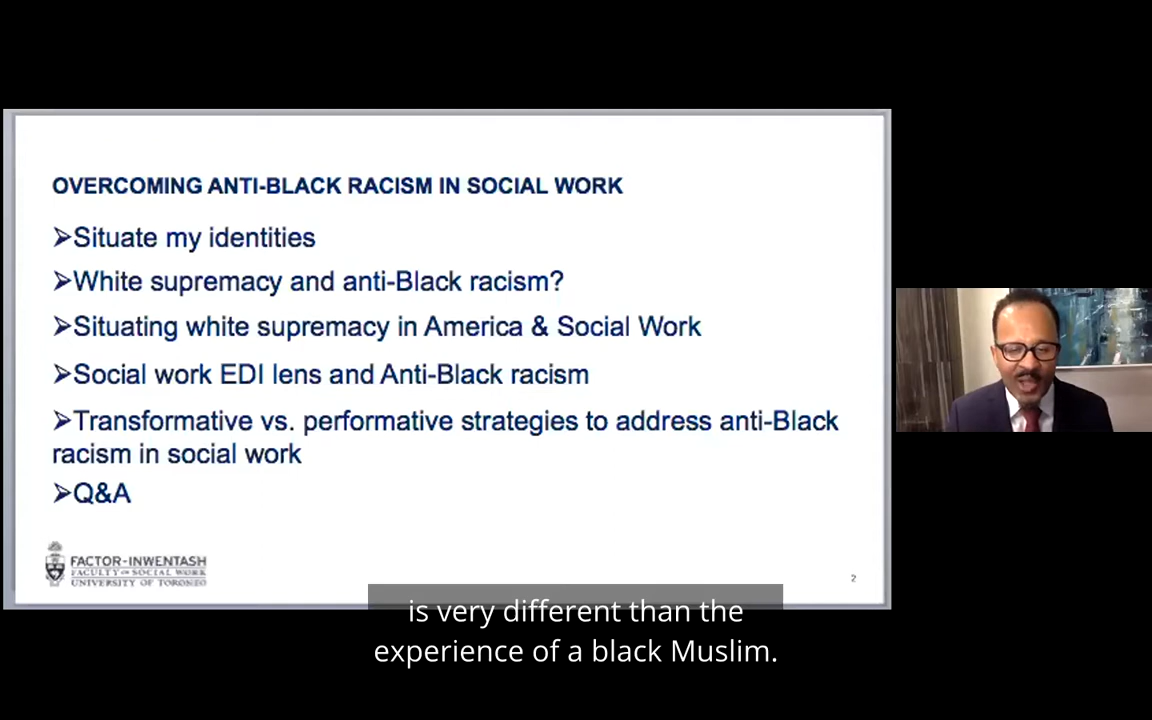 OVERCOMING ANTI-BLACK RACISM IN SOCIAL WORK
➢Situate my identities
➢White supremacy and anti-Black racism?
➢Situating white supremacy in America & Social Work
➢Social work EDI lens and Anti-Black racism
➢Transformative vs. performative strategies to address anti-Black
racism in social work
➢Q&A
FACTOR-INWENTASH
FACULTY OF SOCIAL WORK
UNIVERSITY OF TORONTO
2
is very different than the
experience of a black Muslim.